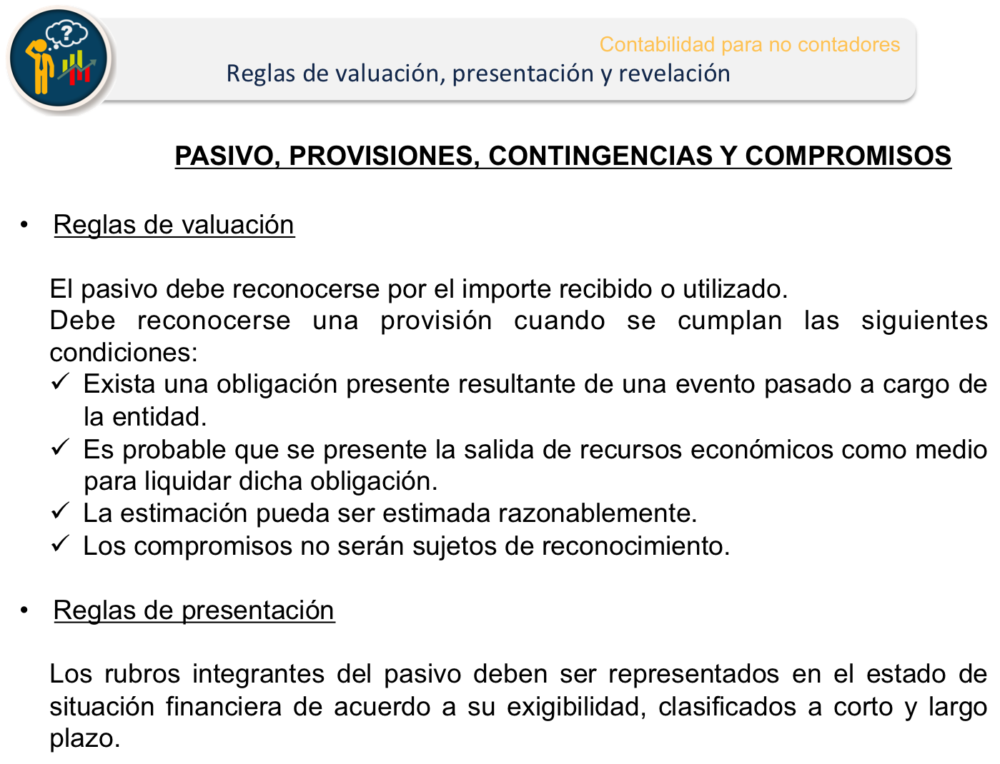 ?
Contabilidad para no contadores
Reglas de valuación, presentación y revelación
PASIVO, PROVISIONES, CONTINGENCIAS Y COMPROMISOS
• Reglas de valuación
El pasivo debe reconocerse por el importe recibido o utilizado.
Debe reconocerse una provisión cuando se cumplan las siguientes
condiciones:
✓ Exista una obligación presente resultante de una evento pasado a cargo de
la entidad.
✓ Es probable que se presente la salida de recursos económicos como medio
para liquidar dicha obligación.
✓ La estimación pueda ser estimada razonablemente.
✓ Los compromisos no serán sujetos de reconocimiento.
• Reglas de presentación
Los rubros integrantes del pasivo deben ser representados en el estado de
situación financiera de acuerdo a su exigibilidad, clasificados a corto y largo
plazo.